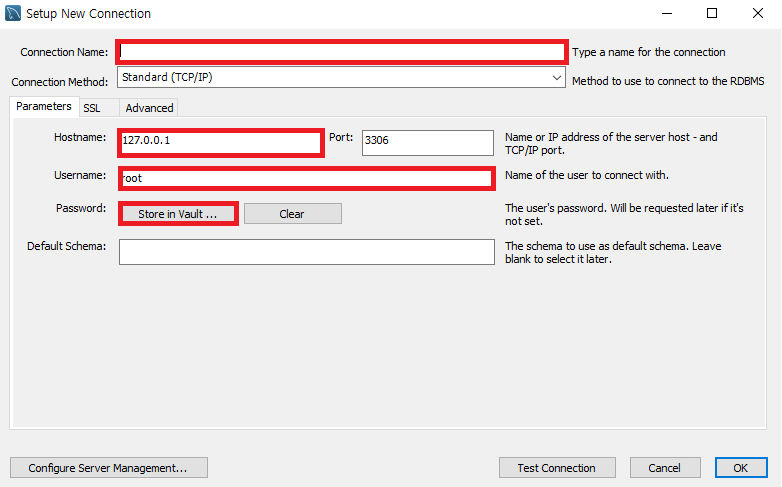 Setup New Connection
Connection Name: Type a name for the connection
Connection Method: Standard (TCP/IP) Method to use to connect to the RDBMS
Parameters SSL Advanced
Hostname: 127.0.0.1 Port: 3306 Name or IP address of the server host - and
TCP/IP port.
Username: root Name of the user to connect with.
Password: Store in Vault ... Clear The user's password. Will be requested later if it's
not set.
Default Schema: The schema to use as default schema. Leave
blank to select it later.
Configure Server Management... Test Connection Cancel OK